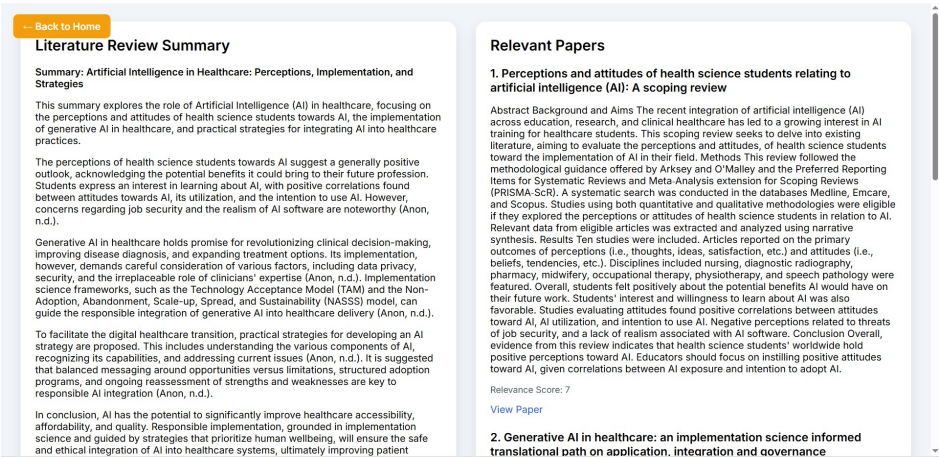 ← Back to Home
Literature Review Summary
Summary: Artificial Intelligence in Healthcare: Perceptions, Implementation, and
Strategies
This summary explores the role of Artificial Intelligence (AI) in healthcare, focusing on
the perceptions and attitudes of health science students towards AI, the implementation
of generative AI in healthcare, and practical strategies for integrating AI into healthcare
practices.
The perceptions of health science students towards AI suggest a generally positive
outlook, acknowledging the potential benefits it could bring to their future profession.
Students express an interest in learning about AI, with positive correlations found
between attitudes towards AI, its utilization, and the intention to use AI. However,
concerns regarding job security and the realism of AI software are noteworthy (Anon,
n.d.).
Generative AI in healthcare holds promise for revolutionizing clinical decision-making,
improving disease diagnosis, and expanding treatment options. Its implementation,
however, demands careful consideration of various factors, including data privacy,
security, and the irreplaceable role of clinicians' expertise (Anon, n.d.). Implementation
science frameworks, such as the Technology Acceptance Model (TAM) and the Non-
Adoption, Abandonment, Scale-up, Spread, and Sustainability (NASSS) model, can
guide the responsible integration of generative AI into healthcare delivery (Anon, n.d.).
To facilitate the digital healthcare transition, practical strategies for developing an AI
strategy are proposed. This includes understanding the various components of AI,
recognizing its capabilities, and addressing current issues (Anon, n.d.). It is suggested
that balanced messaging around opportunities versus limitations, structured adoption
programs, and ongoing reassessment of strengths and weaknesses are key to
responsible AI integration (Anon, n.d.).
In conclusion, AI has the potential to significantly improve healthcare accessibility,
affordability, and quality. Responsible implementation, grounded in implementation
science and guided by strategies that prioritize human wellbeing, will ensure the safe
and ethical integration of AI into healthcare systems, ultimately improving patient
Relevant Papers
1. Perceptions and attitudes of health science students relating to
artificial intelligence (AI): A scoping review
Abstract Background and Aims The recent integration of artificial intelligence (AI)
across education, research, and clinical healthcare has led to a growing interest in AI
training for healthcare students. This scoping review seeks to delve into existing
literature, aiming to evaluate the perceptions and attitudes, of health science students
toward the implementation of AI in their field. Methods This review followed the
methodological guidance offered by Arksey and O'Malley and the Preferred Reporting
Items for Systematic Reviews and Meta-Analysis extension for Scoping Reviews
(PRISMA-ScR). A search was conducted in the databases Medline, Emcare,
and Scopus. Studies using both quantitative and qualitative methodologies were eligible
if they explored the perceptions or attitudes of health science students in relation to AI.
Relevant data from eligible articles was extracted and analyzed using narrative
synthesis. Results Ten studies were included. Articles reported on the primary
outcomes of perceptions (i.e., thoughts, ideas, satisfaction, etc.) and attitudes (i.e.,
beliefs, tendencies, etc.). Disciplines included nursing, diagnostic radiography,
pharmacy, midwifery, occupational therapy, physiotherapy, and speech pathology were
featured. Overall, students felt positively about the potential benefits AI would have on
their future work. Students' interest and willingness to learn about AI was also
favorable. Studies evaluating attitudes found positive correlations between attitudes
toward AI, AI utilization, and intention to use AI. Negative perceptions related to threats
of job security, and a lack of realism associated with AI software. Conclusion Overall,
evidence from this review indicates that health science students' worldwide hold
positive perceptions toward AI. Educators should focus on instilling positive attitudes
toward AI, given correlations between AI exposure and intention to adopt AI.
Relevance Score: 7
View Paper
2. Generative AI in healthcare: an implementation science informed
translational path on application, integration and governance